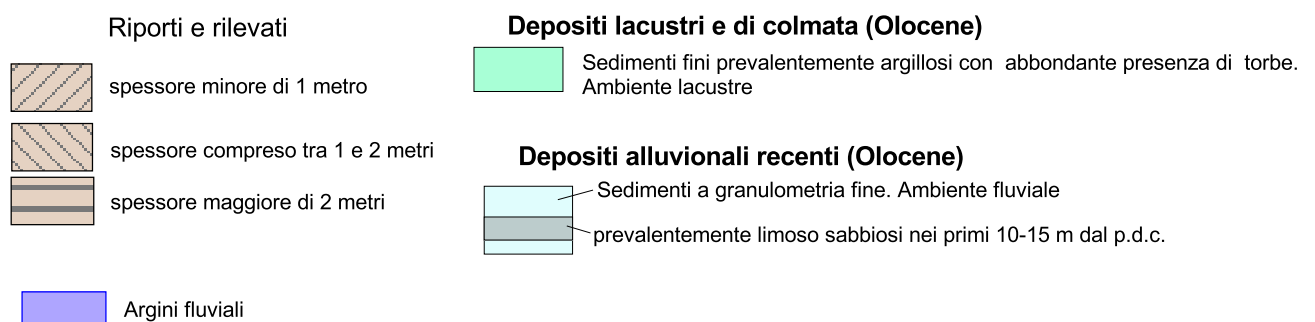 Riporti e rilevati
spessore minore di 1 metro
spessore compreso tra 1 e 2 metri
spessore maggiore di 2 metri
Argini fluviali
Depositi lacustri e di colmata (Olocene)
Sedimenti fini prevalentemente argillosi con abbondante presenza di torbe.
Ambiente lacustre
Depositi alluvionali recenti (Olocene)
Sedimenti a granulometria fine. Ambiente fluviale
prevalentemente limoso sabbiosi nei primi 10-15 m dal p.d.c.